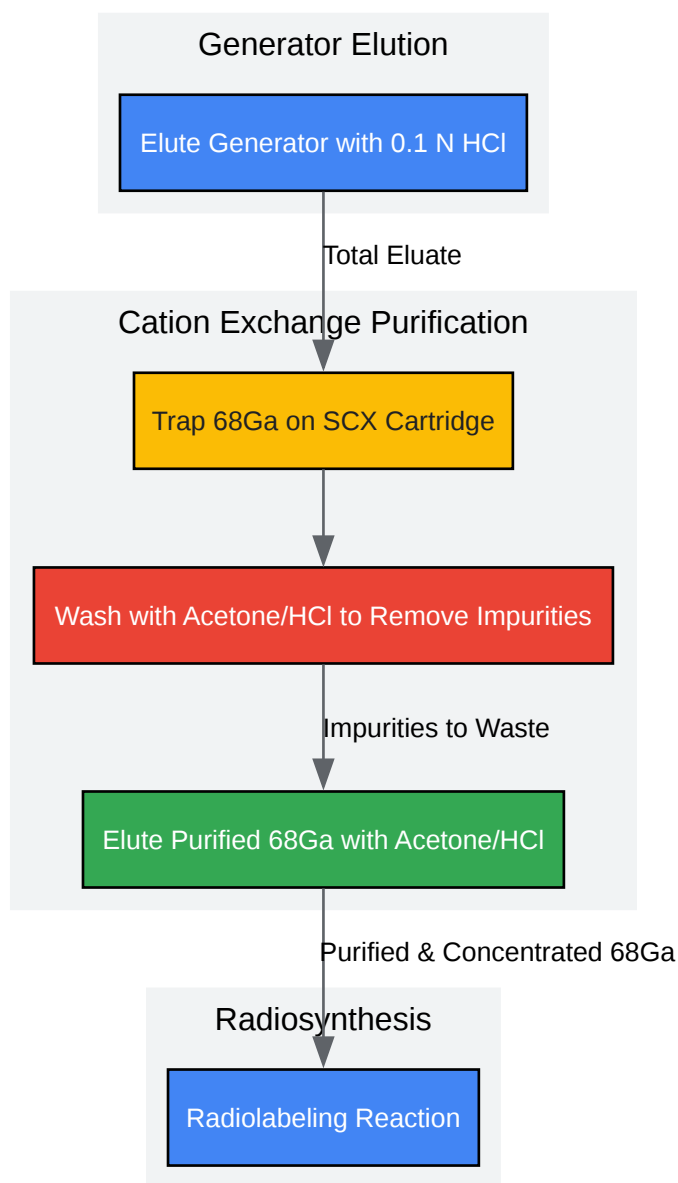 Generator Elution
Elute Generator with 0.1 N HCl
Total Eluate
Cation Exchange Purification
Trap 68Ga on SCX Cartridge
Wash with Acetone/HCl to Remove Impurities
Impurities to Waste
Elute Purified 68Ga with Acetone/HCl
Purified & Concentrated 68Ga
Radiosynthesis
Radiolabeling Reaction